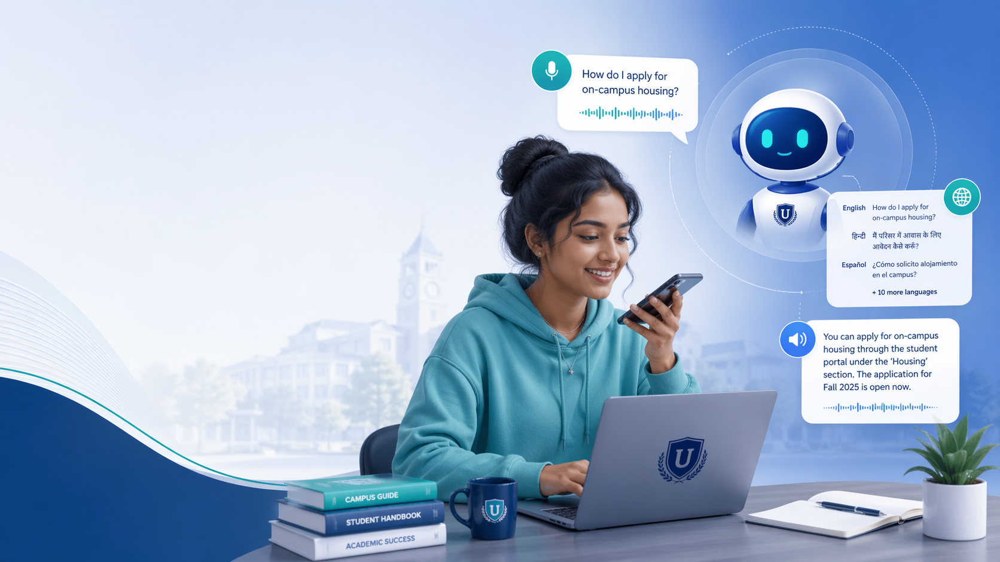 How do I apply for
on-campus housing?
U
English How do I apply for
on-campus housing?
हिन्दी मैं परिसर में आवास के लिए
आवेदन कैसे करूँ?
Español ¿Cómo solicito alojamiento
en el campus?
+ 10 more languages
You can apply for on-campus
housing through the student
portal under the ‘Housing’
section. The application for
Fall 2025 is open now.
U
CAMPUS GUIDE
STUDENT HANDBOOK
ACADEMIC SUCCESS
U